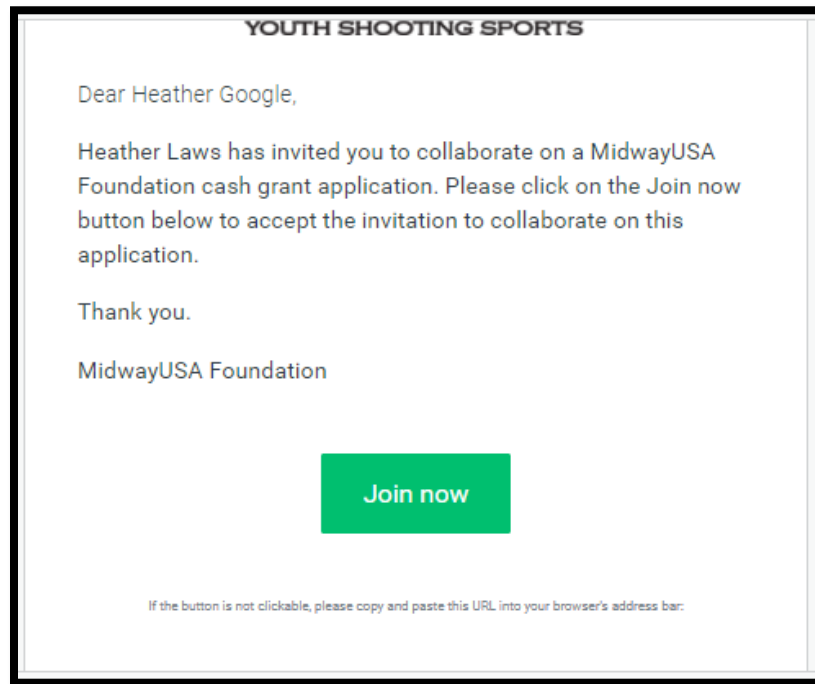 YOUTH SHOOTING SPORTS
Dear Heather Google,
Heather Laws has invited you to collaborate on a MidwayUSA
Foundation cash grant application. Please click on the Join now
button below to accept the invitation to collaborate on this
application.
Thank you.
MidwayUSA Foundation
Join now
If the button is not clickable, please copy and paste this URL into your browser's address bar: